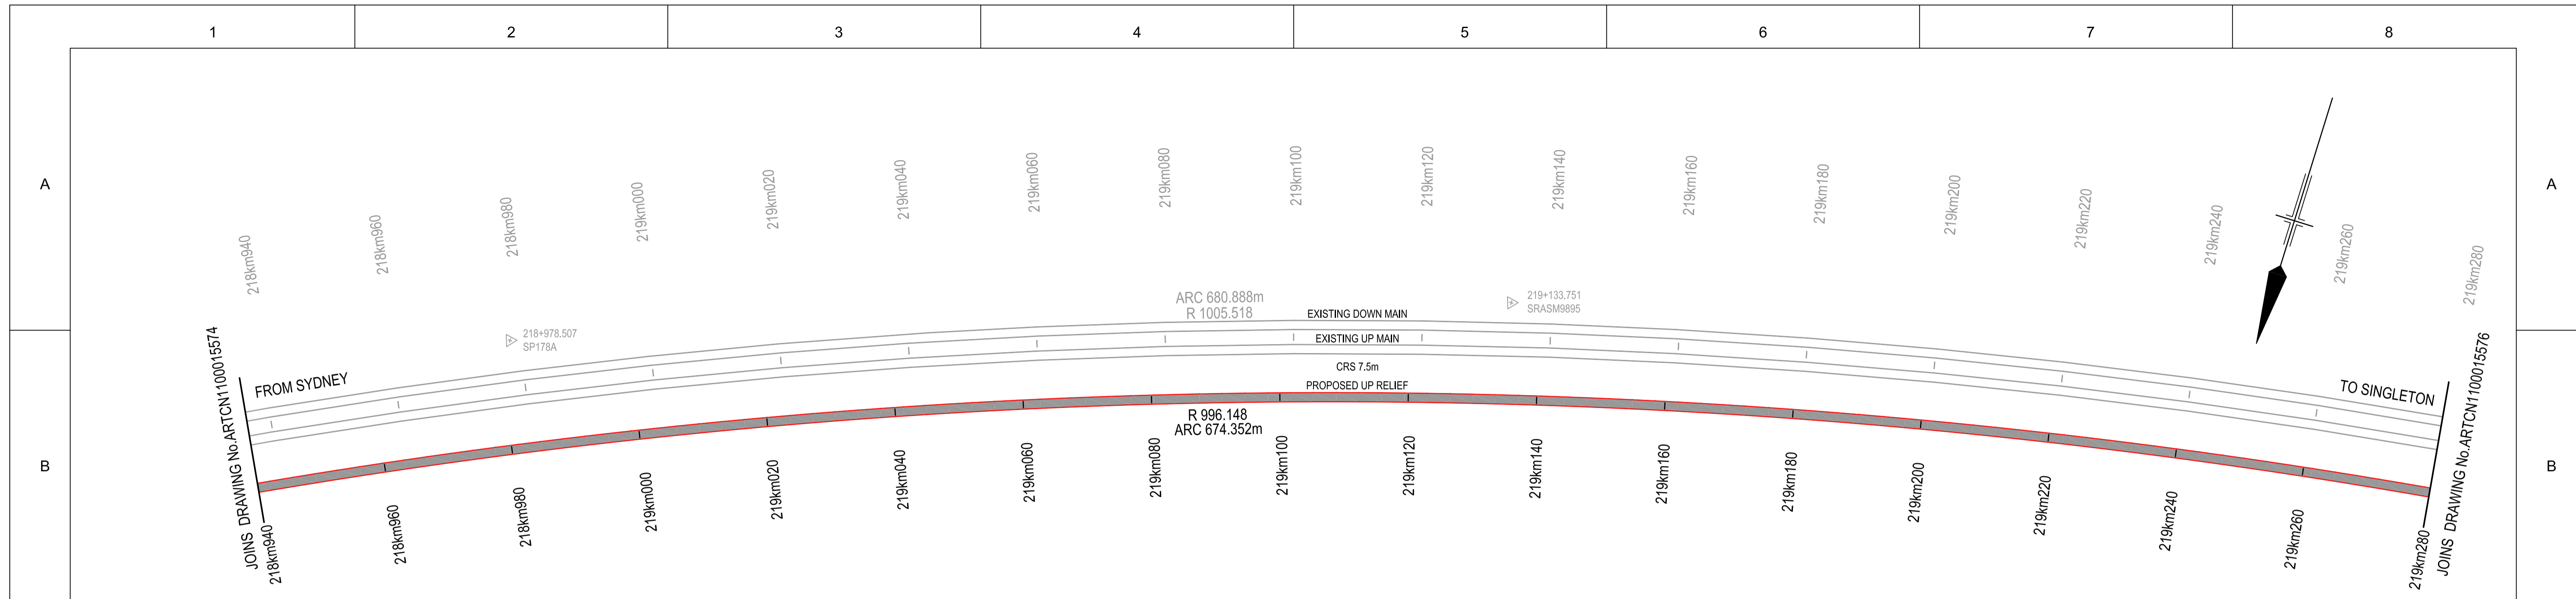 1 2 3 4 5 6 7 8
A
A
218km940
218km960
218km980
219km000
219km020
219km040
219km060
219km080
219km100
219km120
219km140
219km160
219km180
219km200
219km220
219km240
219km260
219km280
ARC 680.888m
R 1005.518
EXISTING DOWN MAIN
219+133.751
SRASM9895
218+978.507
SP178A
EXISTING UP MAIN
CRS 7.5m
PROPOSED UP RELIEF
FROM SYDNEY
TO SINGLETON
R 996.148
ARC 674.352m
B
B
JOINS DRAWING No.ARTCN1100015574
JOINS DRAWING No.ARTCN1100015576
218km940
218km960
218km980
219km000
219km020
219km040
219km060
219km080
219km100
219km120
219km140
219km160
219km180
219km200
219km220
219km240
219km260
219km280